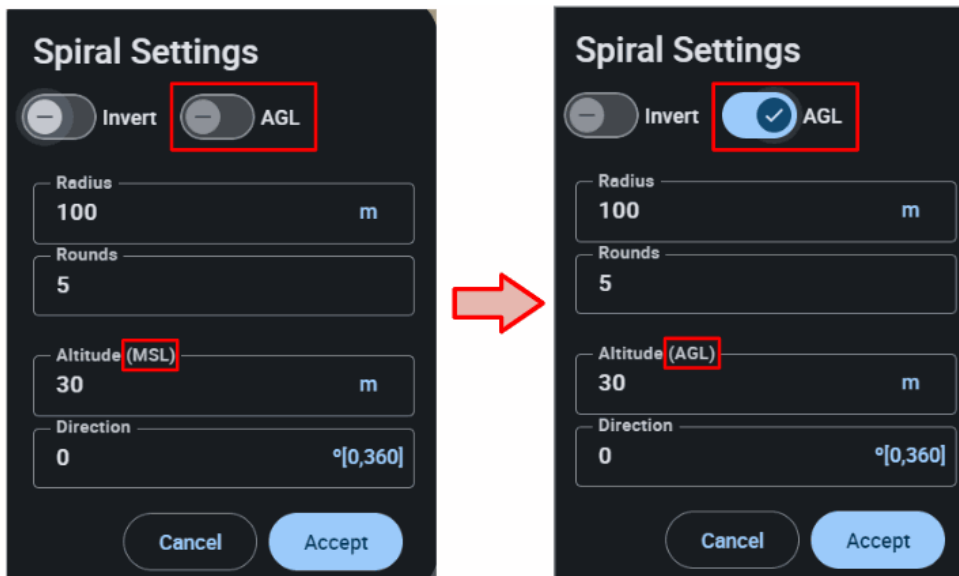 Spiral Settings
Invert AGL
Radius
100 m
Rounds
5
Altitude (MSL)
30 m
Direction
0 °[0,360]
Cancel Accept
Spiral Settings
Invert AGL
Radius
100 m
Rounds
5
Altitude (AGL)
30 m
Direction
0 °[0,360]
Cancel Accept